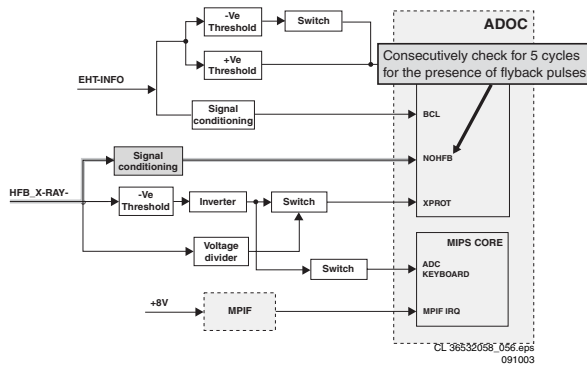 ADOC
-Ve
Threshold
Switch
+Ve
Threshold
Consecutively check for 5 cycles
for the presence of flyback pulses
EHT-INFO
Signal
conditioning
BCL
Signal
conditioning
NOHFB
HFB_X-RAY-
-Ve
Threshold
Inverter
Switch
XPROT
Voltage
divider
MIPS CORE
Switch
ADC
KEYBOARD
+8V
MPIF
MPIF IRQ
CL 36532058_056.eps
091003